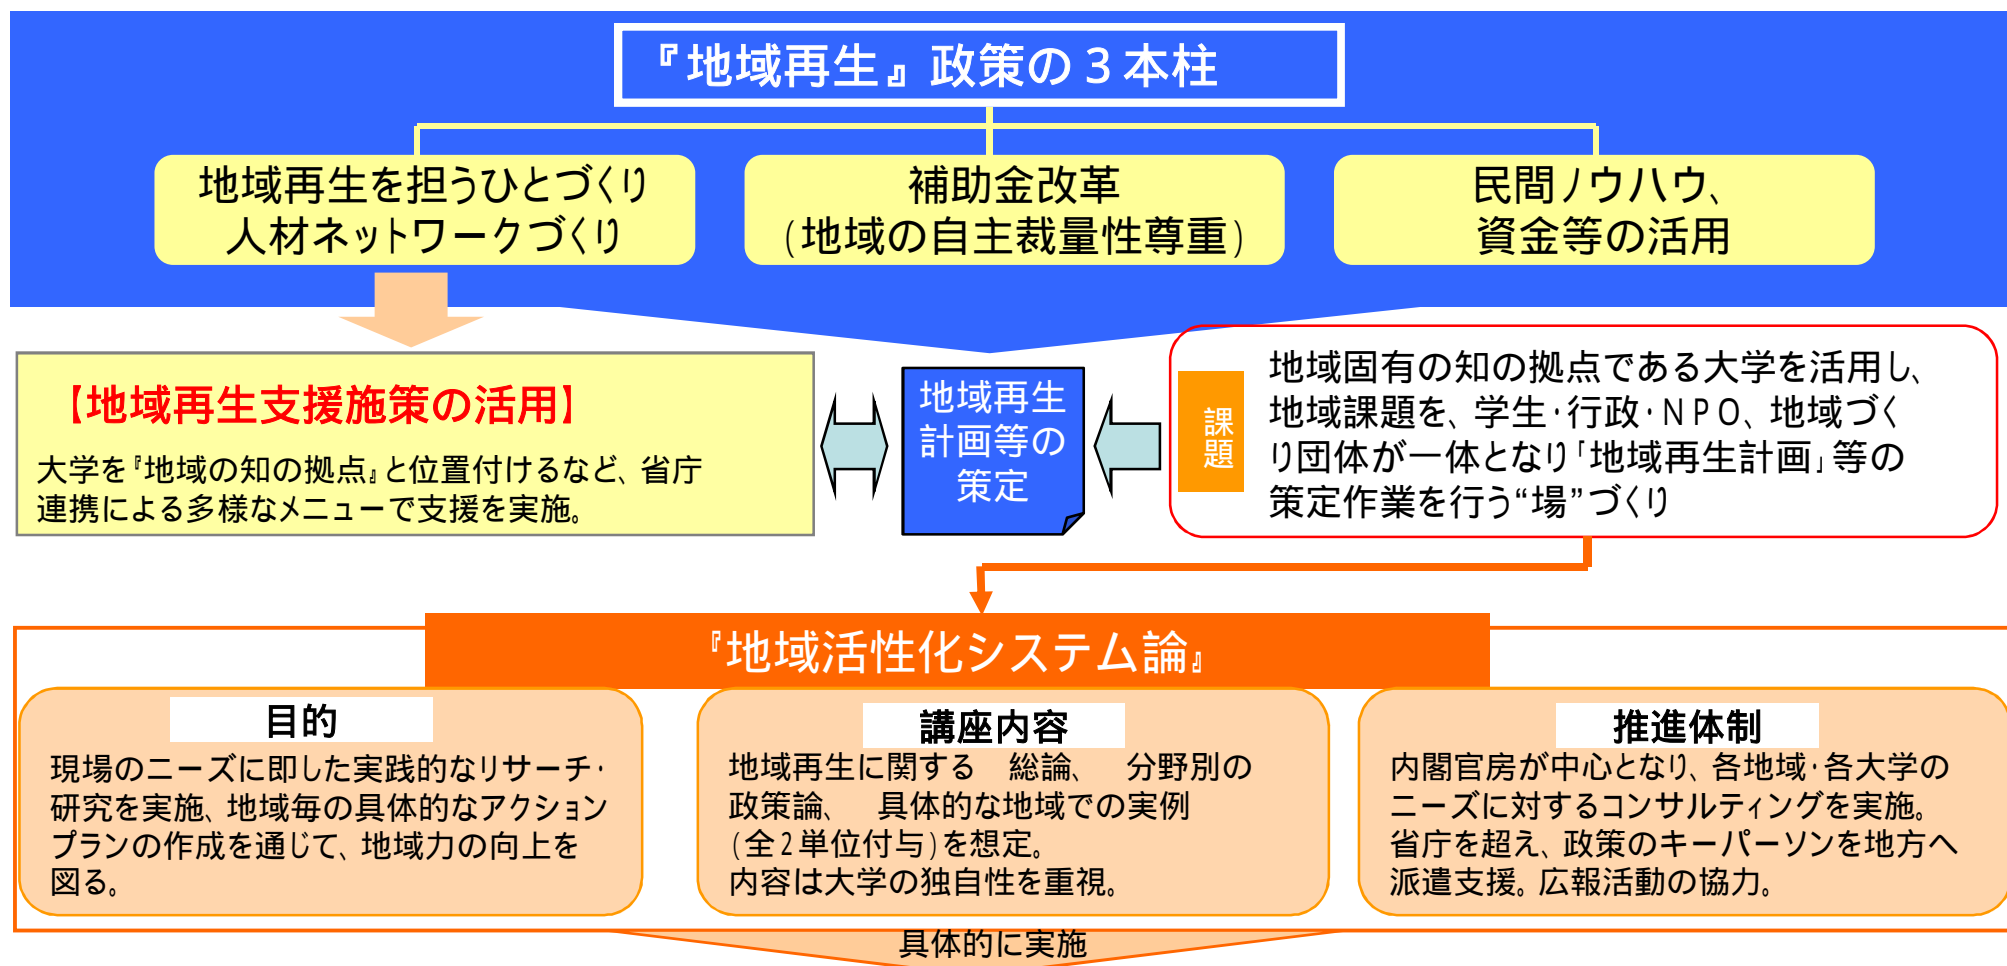 『地域再生』政策の3本柱
地域再生を担うひとづくり
人材ネットワークづくり
補助金改革
(地域の自主裁量性尊重)
民間ノウハウ、
資金等の活用
【地域再生支援施策の活用】
大学を『地域の知の拠点』と位置付けるなど、省庁
連携による多様なメニューで支援を実施。
地域再生
計画等の
策定
課題
地域固有の知の拠点である大学を活用し、
地域課題を、学生・行政・NPO、地域づく
り団体が一体となり「地域再生計画」等の
策定作業を行う“場”づくり
『地域活性化システム論』
目的
現場のニーズに即した実践的なリサーチ・
研究を実施、地域毎の具体的なアクション
プランの作成を通じて、地域力の向上を
図る。
講座内容
地域再生に関する　総論、　分野別の
政策論、　具体的な地域での実例
(全2単位付与)を想定。
内容は大学の独自性を重視。
推進体制
内閣官房が中心となり、各地域・各大学の
ニーズに対するコンサルティングを実施。
省庁を超え、政策のキーパーソンを地方へ
派遣支援。広報活動の協力。
具体的に実施